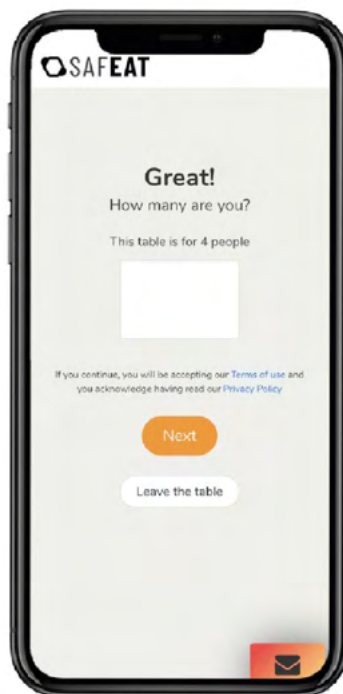 SAFEAT
Great!
How many are you?
This table is for 4 people
If you continue, you will be accepting our Terms of use and
you acknowledge having read our Privacy Policy
Next
Leave the table